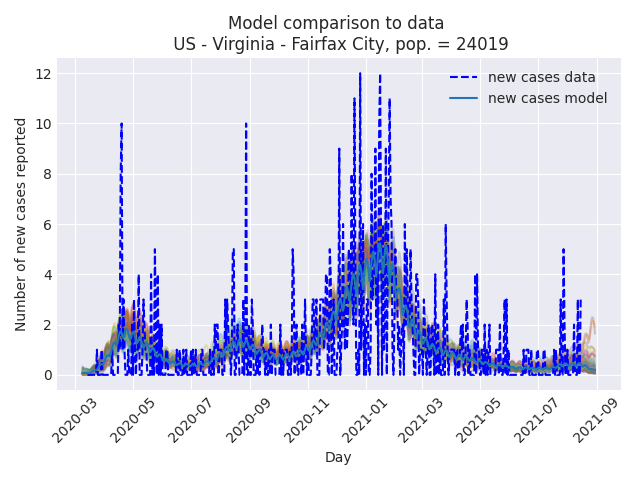 Model comparison to data
US - Virginia - Fairfax City, pop. = 24019
new cases data
new cases model
Number of new cases reported
12
10
8
6
4
2
0
2020-03
2020-05
2020-07
2020-09
2020-11
2021-01
2021-03
2021-05
2021-07
2021-09
Day